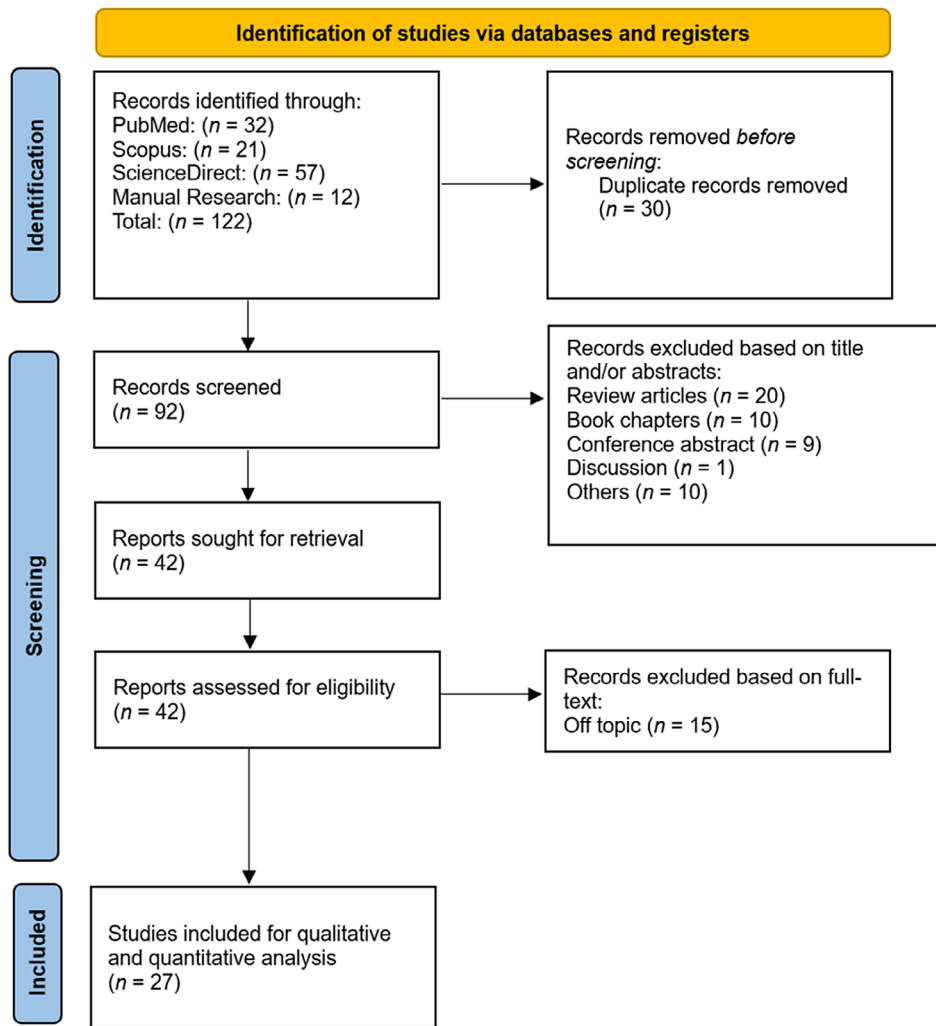 Identification of studies via databases and registers
Identification
Records identified through:
PubMed: (n = 32)
Scopus: (n = 21)
ScienceDirect: (n = 57)
Manual Research: (n = 12)
Total: (n = 122)
Records removed before
screening:
Duplicate records removed
(n = 30)
Screening
Records screened
(n = 92)
Records excluded based on title
and/or abstracts:
Review articles (n = 20)
Book chapters (n = 10)
Conference abstract (n = 9)
Discussion (n = 1)
Others (n = 10)
Reports sought for retrieval
(n = 42)
Reports assessed for eligibility
(n = 42)
Records excluded based on full-
text:
Off topic (n = 15)
Included
Studies included for qualitative
and quantitative analysis
(n = 27)